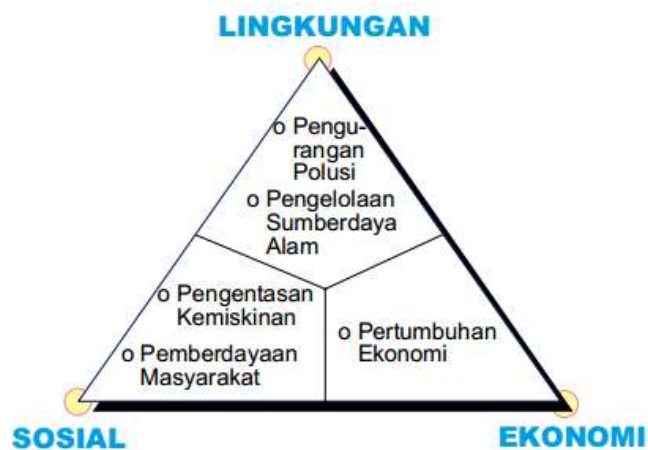 LINGKUNGAN
o Pengu-
rangan
Polusi
o Pengelolaan
Sumberdaya
Alam
o Pengentasan
Kemiskinan
o Pemberdayaan
Masyarakat
o Pertumbuhan
Ekonomi
SOSIAL
EKONOMI